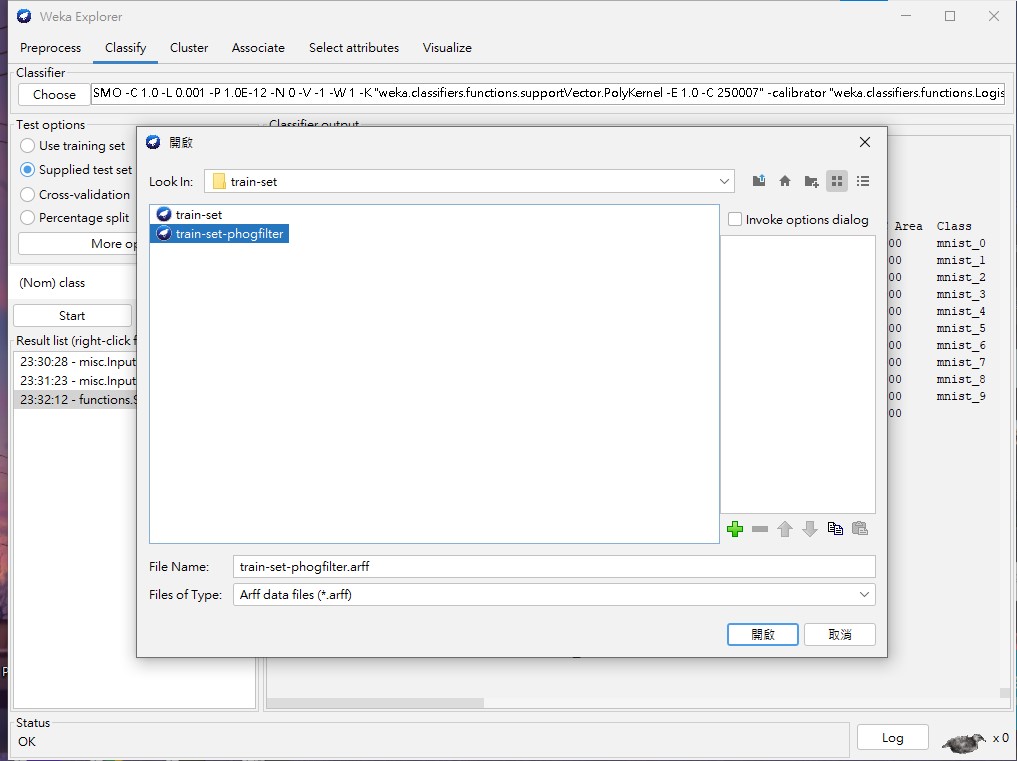 Weka Explorer
Preprocess Classify Cluster Associate Select attributes Visualize
Classifier
Choose SMO -C 1.0 -L 0.001 -P 1.0E-12 -N 0 -V -1 -W 1 -K "weka.classifiers.functions.supportVector.PolyKernel -E 1.0 -C 250007" -calibrator "weka.classifiers.functions.Logis
Test options
Use training set
Supplied test set
Cross-validation
Percentage split
More op
(Nom) class
Start
Result list (right-click f
23:30:28 - misc.Input
23:31:23 - misc.Input
23:32:12 - functions.S
Classifier output
開啟
Look In: train-set
train-set
train-set-phogfilter
Invoke options dialog
File Name: train-set-phogfilter.arff
Files of Type: Arff data files (*.arff)
開啟 取消
Area Class
00 mnist_0
00 mnist_1
00 mnist_2
00 mnist_3
00 mnist_4
00 mnist_5
00 mnist_6
00 mnist_7
00 mnist_8
00 mnist_9
00
Status
OK
Log
x 0